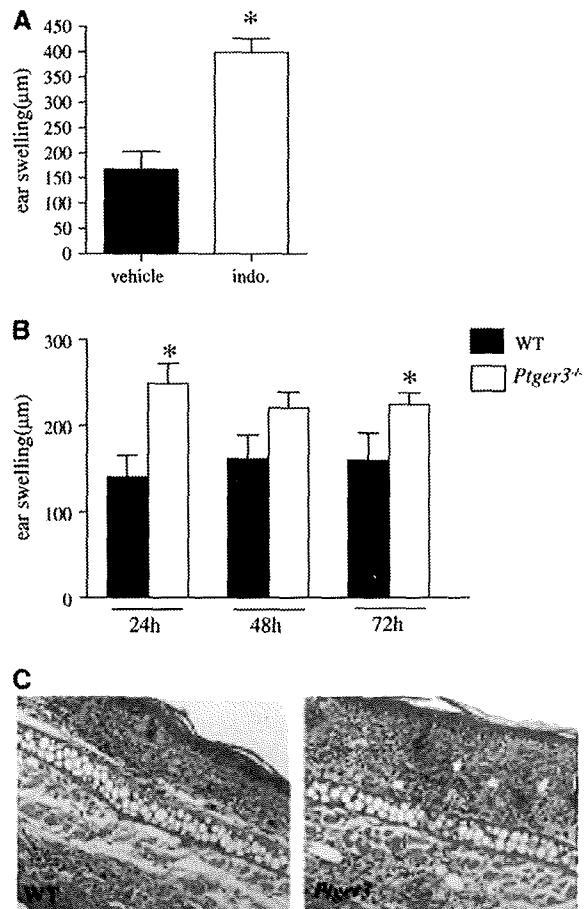 A
ear swelling(μm)
450
400
350
300
250
200
150
100
50
0
*
vehicle
indo.
B
ear swelling(μm)
300
200
100
0
*
*
24h
48h
72h
WT
Ptger3-/-
C
WT
Ptger3